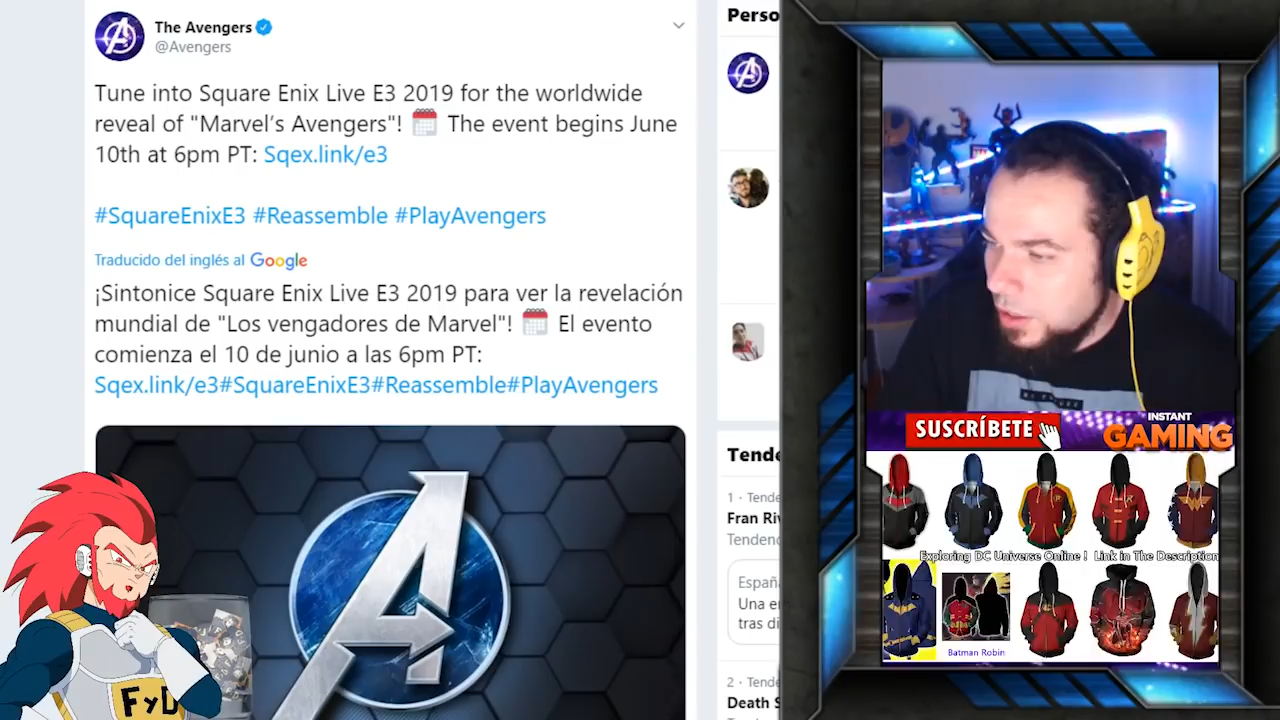 The Avengers
@Avengers
Tune into Square Enix Live E3 2019 for the worldwide
reveal of "Marvel’s Avengers"! The event begins June
10th at 6pm PT: Sqex.link/e3
#SquareEnixE3 #Reassemble #PlayAvengers
Traducido del inglés al Google
¡Sintonice Square Enix Live E3 2019 para ver la revelación
mundial de "Los vengadores de Marvel"! El evento
comienza el 10 de junio a las 6pm PT:
Sqex.link/e3#SquareEnixE3#Reassemble#PlayAvengers
FyD
Perso
Tende
1 · Tende
Fran Riv
Tendenc
España
Una en
tras di
2 · Tende
Death S
SUSCRÍBETE
INSTANT
GAMING
Exploring DC Universe Online ! Link in The Description
Batman Robin